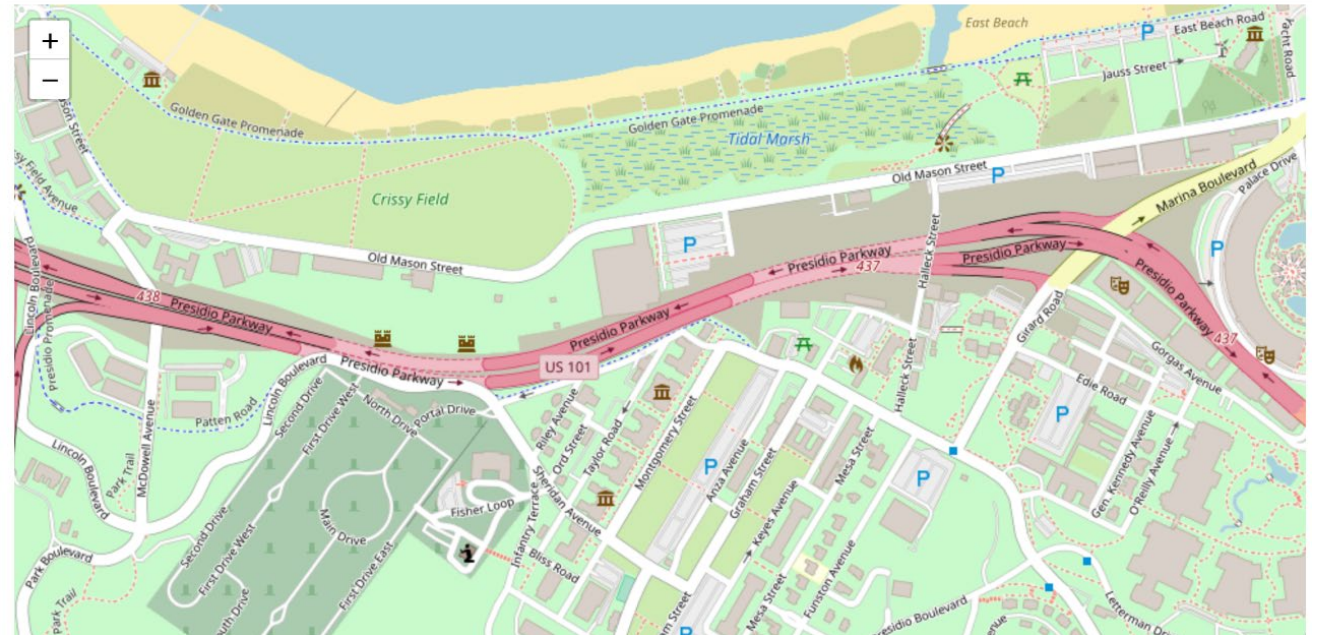 +
−
East Beach
P
East Beach Road
Jauss Street
Golden Gate Promenade
Golden Gate Promenade
Tidal Marsh
Old Mason Street
P
Marina Boulevard
Palace Drive
Crissy Field
Halleck Street
P
P
Old Mason Street
Presidio Parkway
437
Presidio Parkway
Lincoln Boulevard
Presidio Promenade
438
Presidio Parkway
Presidio Parkway
Presidio Parkway
437
Girard Road
US 101
Presidio Parkway
Gorgas Avenue
Halleck Street
Edie Road
Lincoln Boulevard
Second Drive
First Drive West
North Drive
Portal Drive
Patten Road
Riley Avenue
Ord Street
Taylor Road
Montgomery Street
P
Gen. Kennedy Avenue
O'Reilly Avenue
Lincoln Boulevard
Park Trail
McDowell Avenue
Anza Avenue
Graham Street
Mesa Street
P
P
Sheridan Avenue
Keyes Avenue
Fisher Loop
Main Drive
Infantry Terrace
Second Drive
First Drive West
Bliss Road
Park Boulevard
First Drive East
Park Trail
Mesa Street
Funston Avenue
P